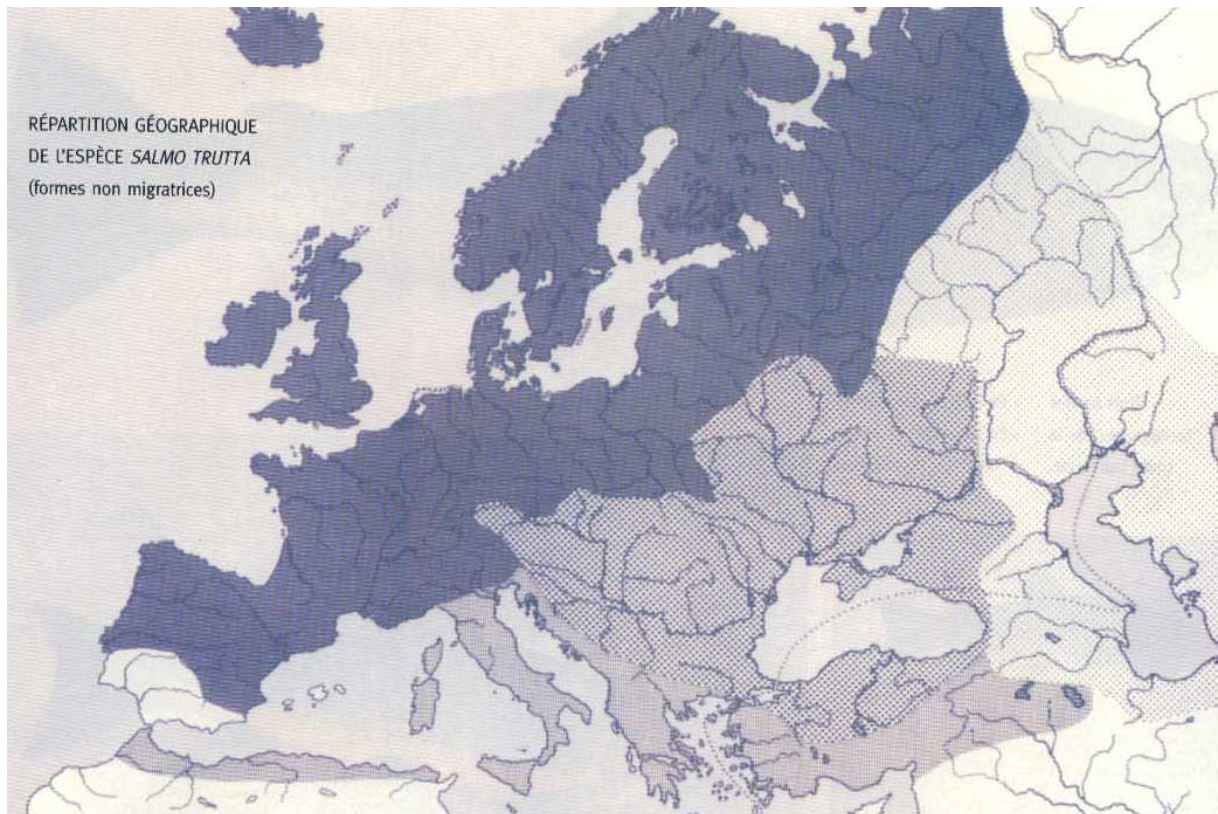 RÉPARTITION GÉOGRAPHIQUE
DE L'ESPÈCE SALMO TRUTTA
(formes non migratrices)